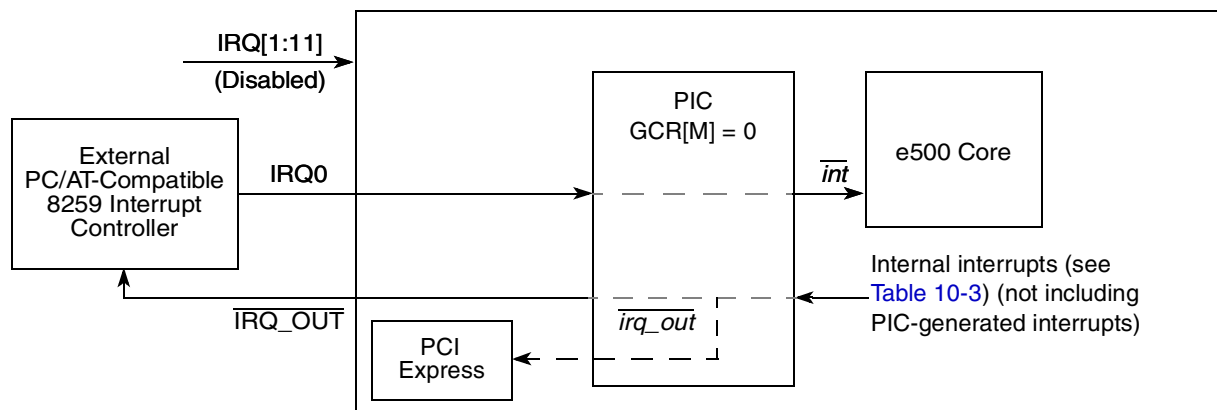 IRQ[1:11]
(Disabled)
External
PC/AT-Compatible
8259 Interrupt
Controller
IRQ0
PIC
GCR[M] = 0
int
e500 Core
Internal interrupts (see
Table 10-3) (not including
PIC-generated interrupts)
IRQ_OUT
irq_out
PCI
Express